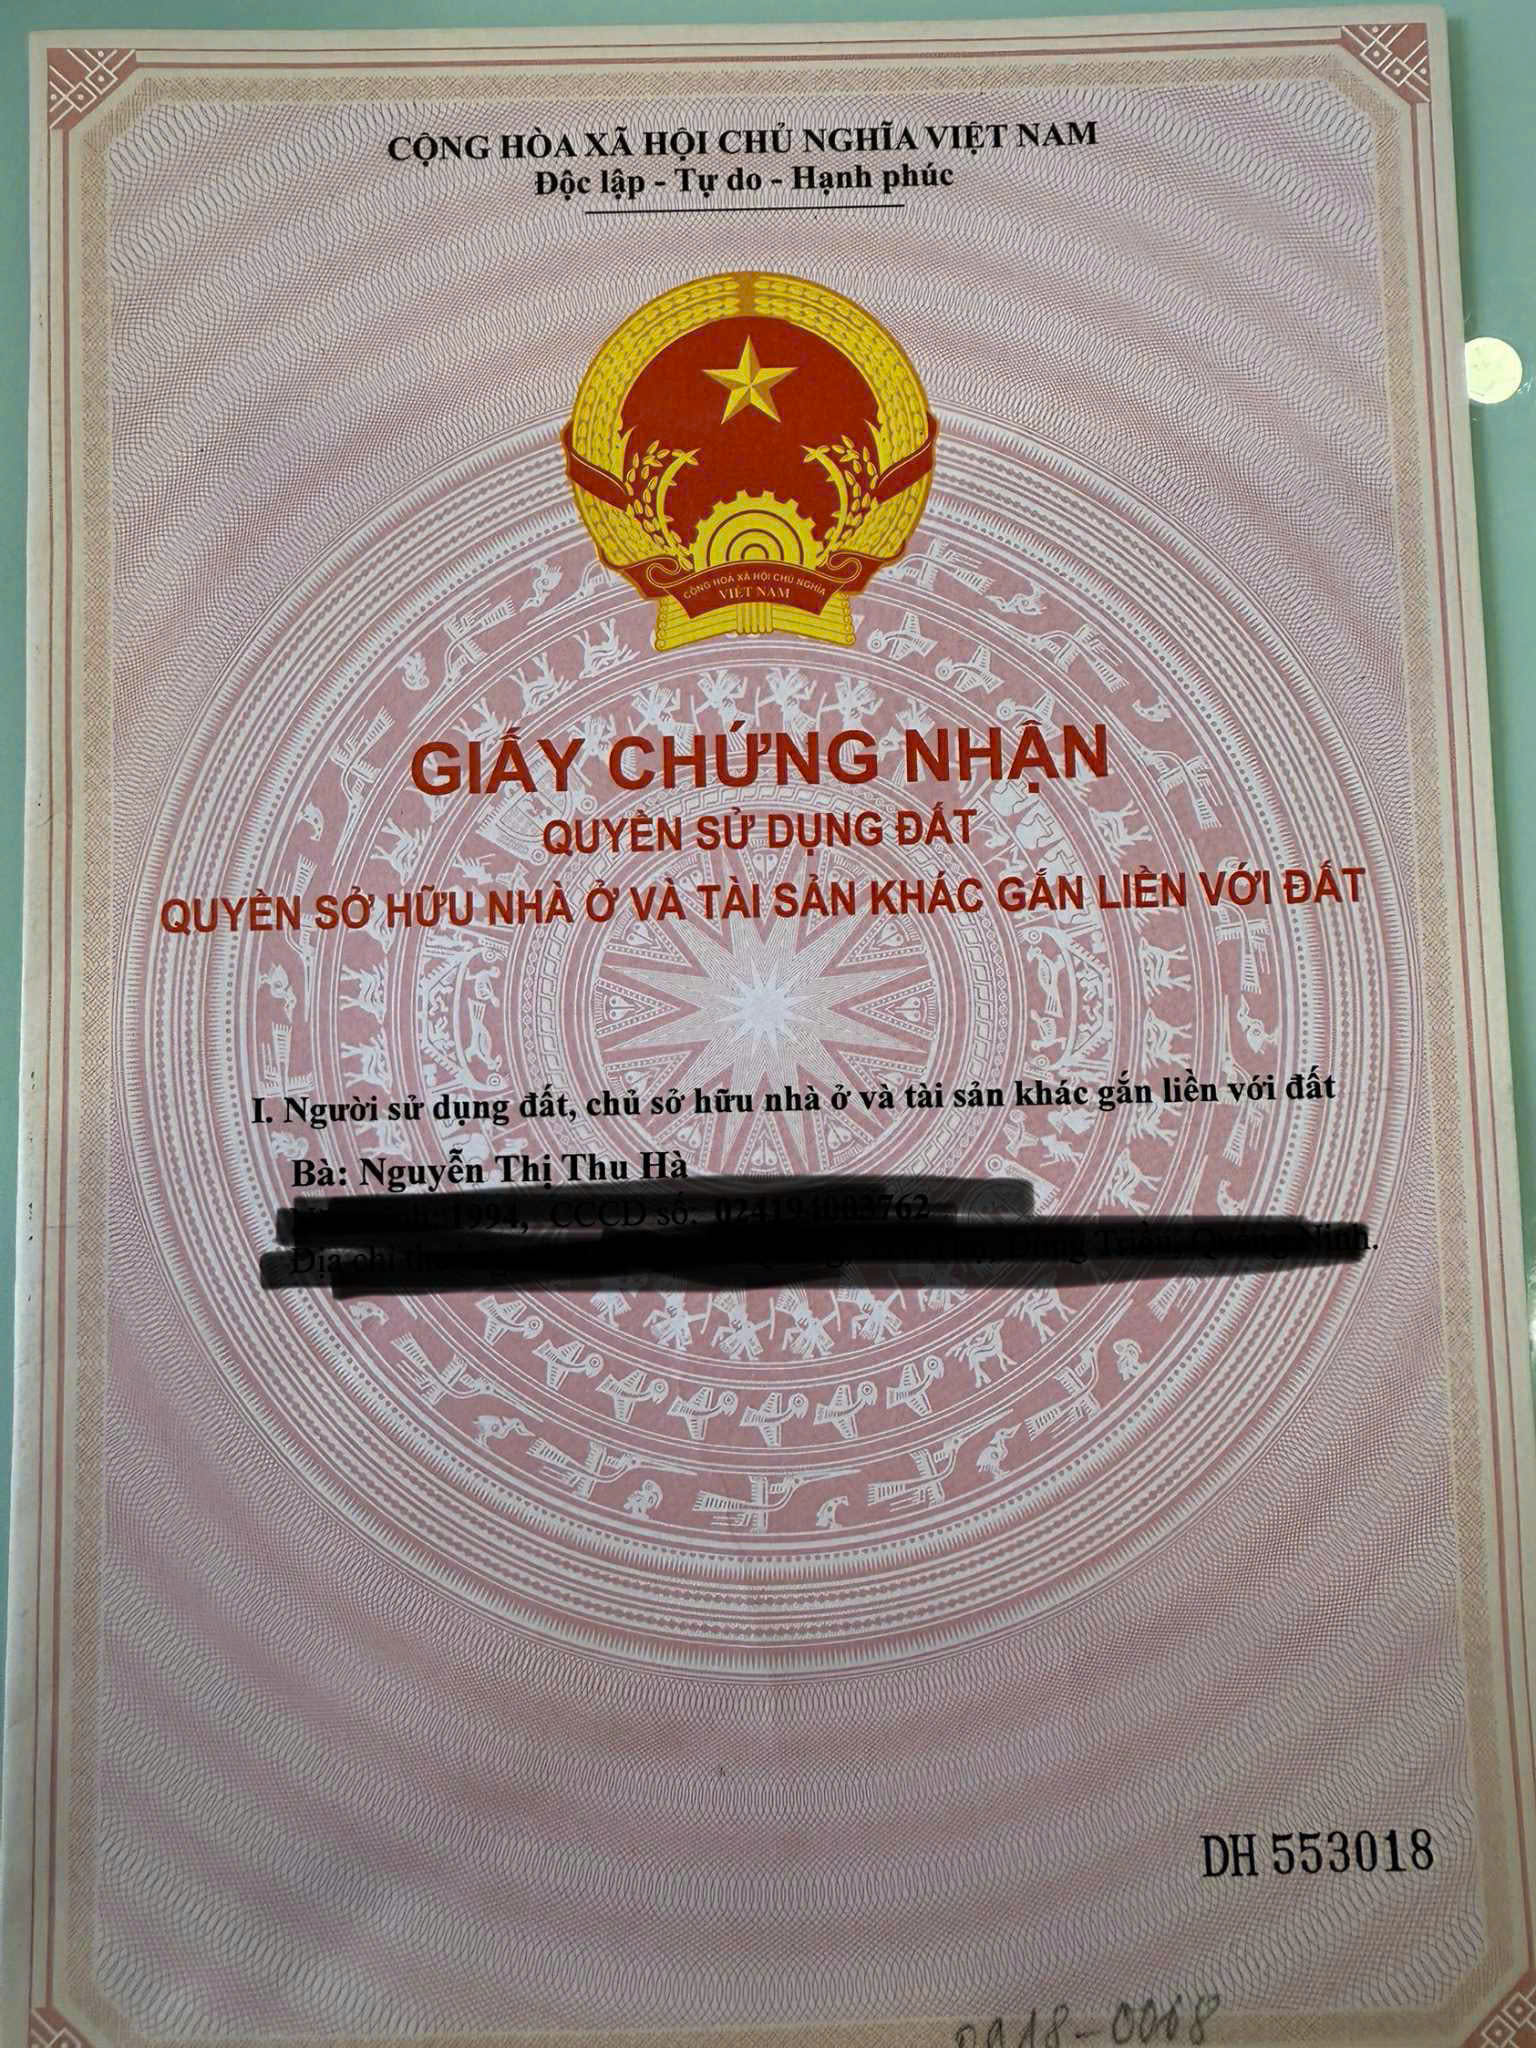 CỘNG HÒA XÃ HỘI CHỦ NGHĨA VIỆT NAM
Độc lập - Tự do - Hạnh phúc
CỘNG HOÀ XÃ HỘI CHỦ NGHĨA
VIỆT NAM
GIẤY CHỨNG NHẬN
QUYỀN SỬ DỤNG ĐẤT
QUYỀN SỞ HỮU NHÀ Ở VÀ TÀI SẢN KHÁC GẮN LIỀN VỚI ĐẤT
I. Người sử dụng đất, chủ sở hữu nhà ở và tài sản khác gắn liền với đất
Bà: Nguyễn Thị Thu Hà
DH 553018